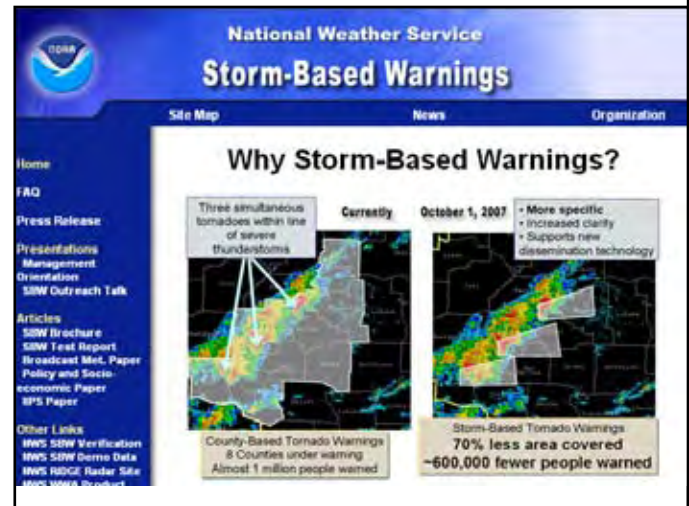 NOAA
National Weather Service
Storm-Based Warnings
Site Map News Organization
Home
FAQ
Press Release
Presentations
Management
Orientation
SBW Outreach Talk
Articles
SBW Brochure
SBW Test Report
Broadcast Met. Paper
Policy and Socio-
economic Paper
IIPS Paper
Other Links
NWS SBW Verification
NWS SBW Demo Data
NWS RIDGE Radar Site
NWS WWA Product
Why Storm-Based Warnings?
Three simultaneous
tornadoes within line
of severe
thunderstorms
Currently
October 1, 2007
• More specific
• Increased clarity
• Supports new
dissemination technology
County-Based Tornado Warnings
8 Counties under warning
Almost 1 million people warned
Storm-Based Tornado Warnings
70% less area covered
~600,000 fewer people warned